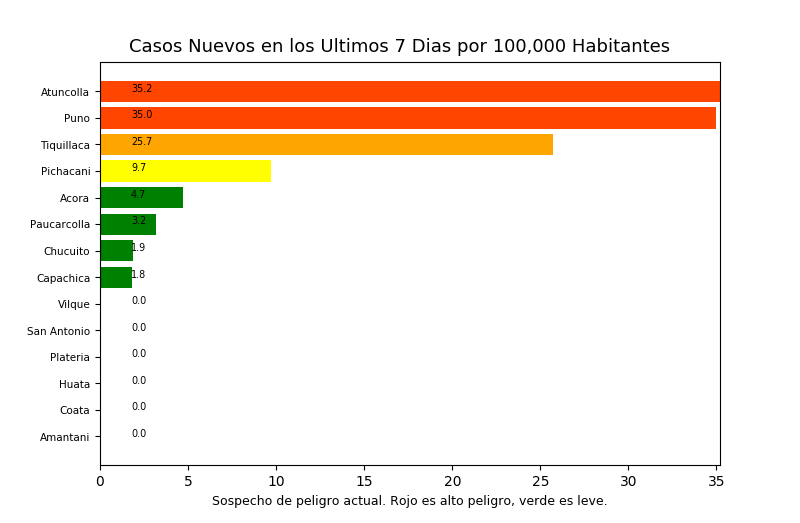 Casos Nuevos en los Ultimos 7 Dias por 100,000 Habitantes
Atuncolla 35.2
Puno 35.0
Tiquillaca 25.7
Pichacani 9.7
Acora 4.7
Paucarcolla 3.2
Chucuito 1.9
Capachica 1.8
Vilque 0.0
San Antonio 0.0
Plateria 0.0
Huata 0.0
Coata 0.0
Amantani 0.0
0 5 10 15 20 25 30 35
Sospecho de peligro actual. Rojo es alto peligro, verde es leve.